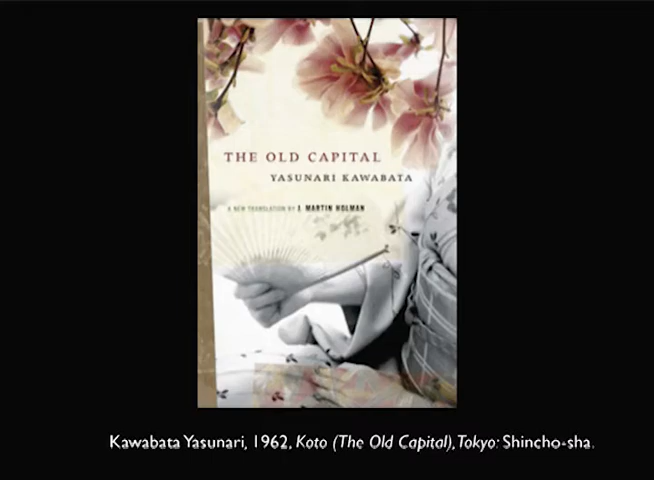 THE OLD CAPITAL
YASUNARI KAWABATA
A NEW TRANSLATION BY J. MARTIN HOLMAN
Kawabata Yasunari, 1962, Koto (The Old Capital), Tokyo: Shincho-sha.